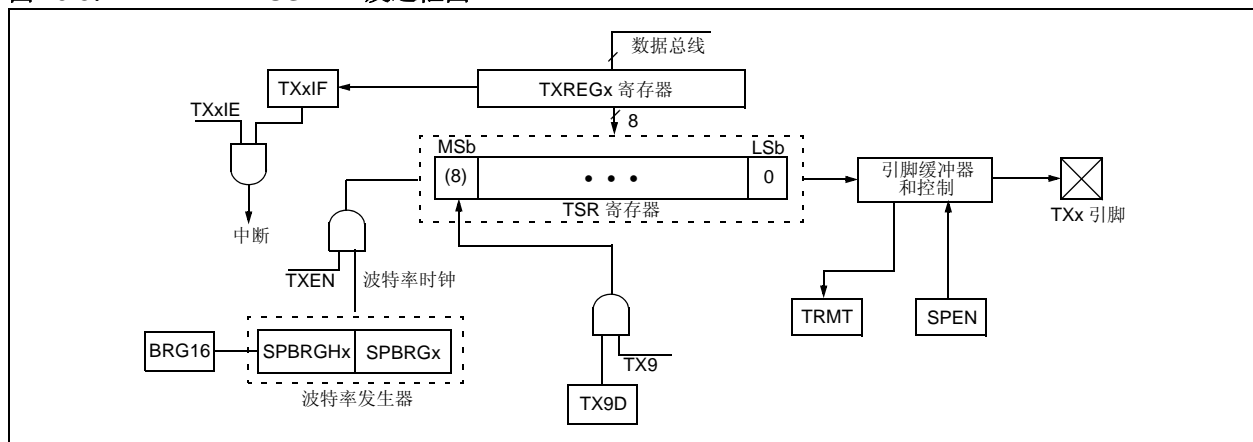 数据总线
TXxIF
TXREGx 寄存器
TXxIE
8
MSb
LSb
(8)
• • •
0
引脚缓冲器
和控制
TSR 寄存器
TXx 引脚
中断
TXEN
波特率时钟
TRMT
SPEN
BRG16
SPBRGHx
SPBRGx
TX9
波特率发生器
TX9D